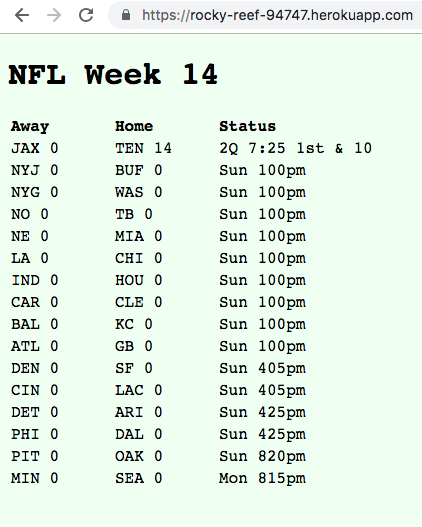 https://rocky-reef-94747.herokuapp.com
NFL Week 14
Away Home Status
JAX 0 TEN 14 2Q 7:25 1st & 10
NYJ 0 BUF 0 Sun 100pm
NYG 0 WAS 0 Sun 100pm
NO 0 TB 0 Sun 100pm
NE 0 MIA 0 Sun 100pm
LA 0 CHI 0 Sun 100pm
IND 0 HOU 0 Sun 100pm
CAR 0 CLE 0 Sun 100pm
BAL 0 KC 0 Sun 100pm
ATL 0 GB 0 Sun 100pm
DEN 0 SF 0 Sun 405pm
CIN 0 LAC 0 Sun 405pm
DET 0 ARI 0 Sun 425pm
PHI 0 DAL 0 Sun 425pm
PIT 0 OAK 0 Sun 820pm
MIN 0 SEA 0 Mon 815pm